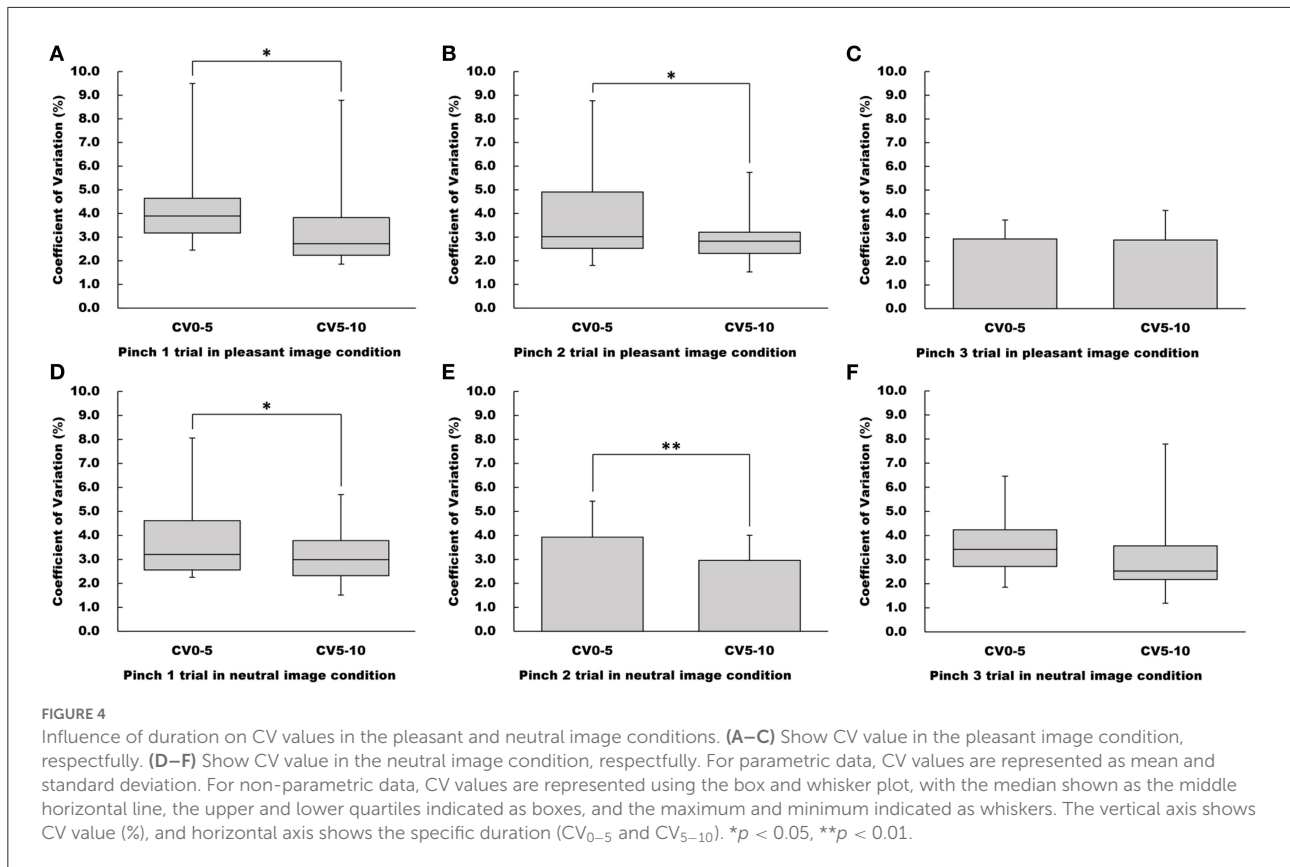 A
*
10.0
9.0
8.0
7.0
6.0
5.0
4.0
3.0
2.0
1.0
0.0
Coefficient of Variation (%)
CV0-5 CV5-10
Pinch 1 trial in pleasant image condition
B
*
10.0
9.0
8.0
7.0
6.0
5.0
4.0
3.0
2.0
1.0
0.0
Coefficient of Variation (%)
CV0-5 CV5-10
Pinch 2 trial in pleasant image condition
C
10.0
9.0
8.0
7.0
6.0
5.0
4.0
3.0
2.0
1.0
0.0
Coefficient of Variation (%)
CV0-5 CV5-10
Pinch 3 trial in pleasant image condition
D
*
10.0
9.0
8.0
7.0
6.0
5.0
4.0
3.0
2.0
1.0
0.0
Coefficient of Variation (%)
CV0-5 CV5-10
Pinch 1 trial in neutral image condition
E
**
10.0
9.0
8.0
7.0
6.0
5.0
4.0
3.0
2.0
1.0
0.0
Coefficient of Variation (%)
CV0-5 CV5-10
Pinch 2 trial in neutral image condition
F
10.0
9.0
8.0
7.0
6.0
5.0
4.0
3.0
2.0
1.0
0.0
Coefficient of Variation (%)
CV0-5 CV5-10
Pinch 3 trial in neutral image condition
FIGURE 4
Influence of duration on CV values in the pleasant and neutral image conditions. (A–C) Show CV value in the pleasant image condition,
respectfully. (D–F) Show CV value in the neutral image condition, respectfully. For parametric data, CV values are represented as mean and
standard deviation. For non-parametric data, CV values are represented using the box and whisker plot, with the median shown as the middle
horizontal line, the upper and lower quartiles indicated as boxes, and the maximum and minimum indicated as whiskers. The vertical axis shows
CV value (%), and horizontal axis shows the specific duration (CV0–5 and CV5–10). *p < 0.05, **p < 0.01.